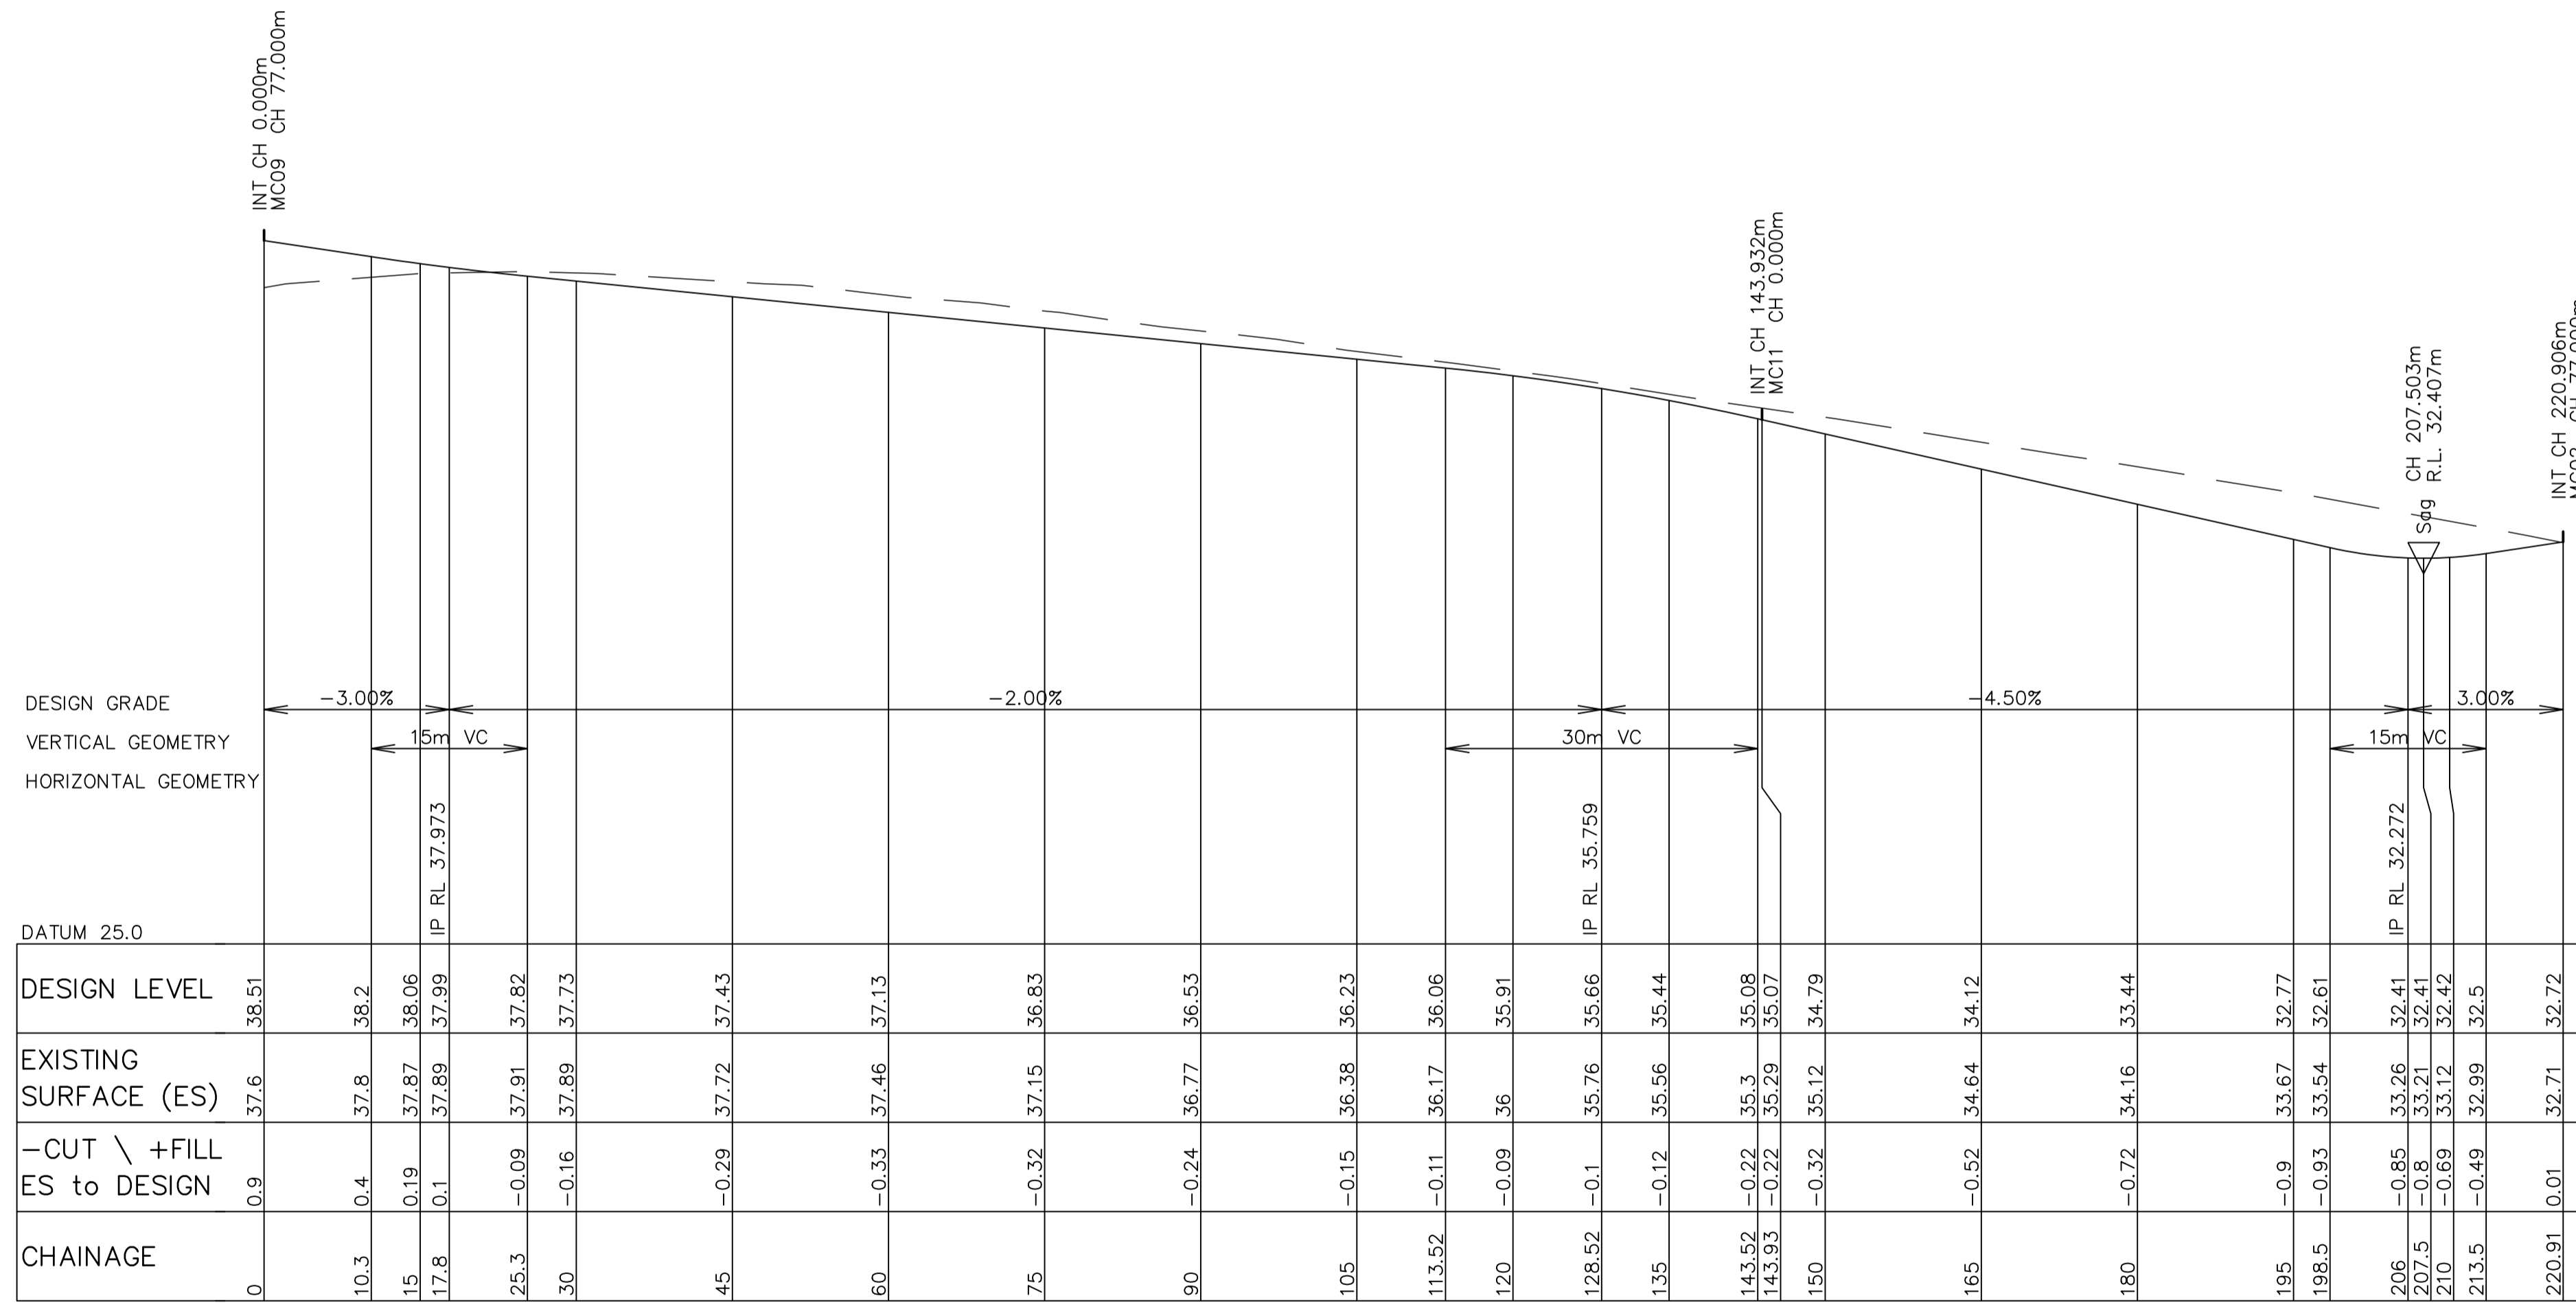 INT CH 0.000m
MC09 CH 77.000m
INT CH 143.932m
MC11 CH 0.000m
Sag CH 207.503m
R.L. 32.407m
INT CH 220.906m
DESIGN GRADE -3.00% -2.00% -4.50% 3.00%
VERTICAL GEOMETRY 15m VC 30m VC 15m VC
HORIZONTAL GEOMETRY
IP RL 37.973 IP RL 35.759 IP RL 32.272
DATUM 25.0
DESIGN LEVEL 38.51 38.2 38.06 37.99 37.82 37.73 37.43 37.13 36.83 36.53 36.23 36.06 35.91 35.66 35.44 35.08 35.07 34.79 34.12 33.44 32.77 32.61 32.41 32.41 32.42 32.5 32.72
EXISTING
SURFACE (ES) 37.6 37.8 37.87 37.89 37.91 37.89 37.72 37.46 37.15 36.77 36.38 36.17 36 35.76 35.56 35.3 35.29 35.12 34.64 34.16 33.67 33.54 33.26 33.21 33.12 32.99 32.71
-CUT \ +FILL
ES to DESIGN 0.9 0.4 0.19 0.1 -0.09 -0.16 -0.29 -0.33 -0.32 -0.24 -0.15 -0.11 -0.09 -0.1 -0.12 -0.22 -0.22 -0.32 -0.52 -0.72 -0.9 -0.93 -0.85 -0.8 -0.69 -0.49 0.01
CHAINAGE 0 10.3 15 17.8 25.3 30 45 60 75 90 105 113.52 120 128.52 135 143.52 143.93 150 165 180 195 198.5 206 207.5 210 213.5 220.91